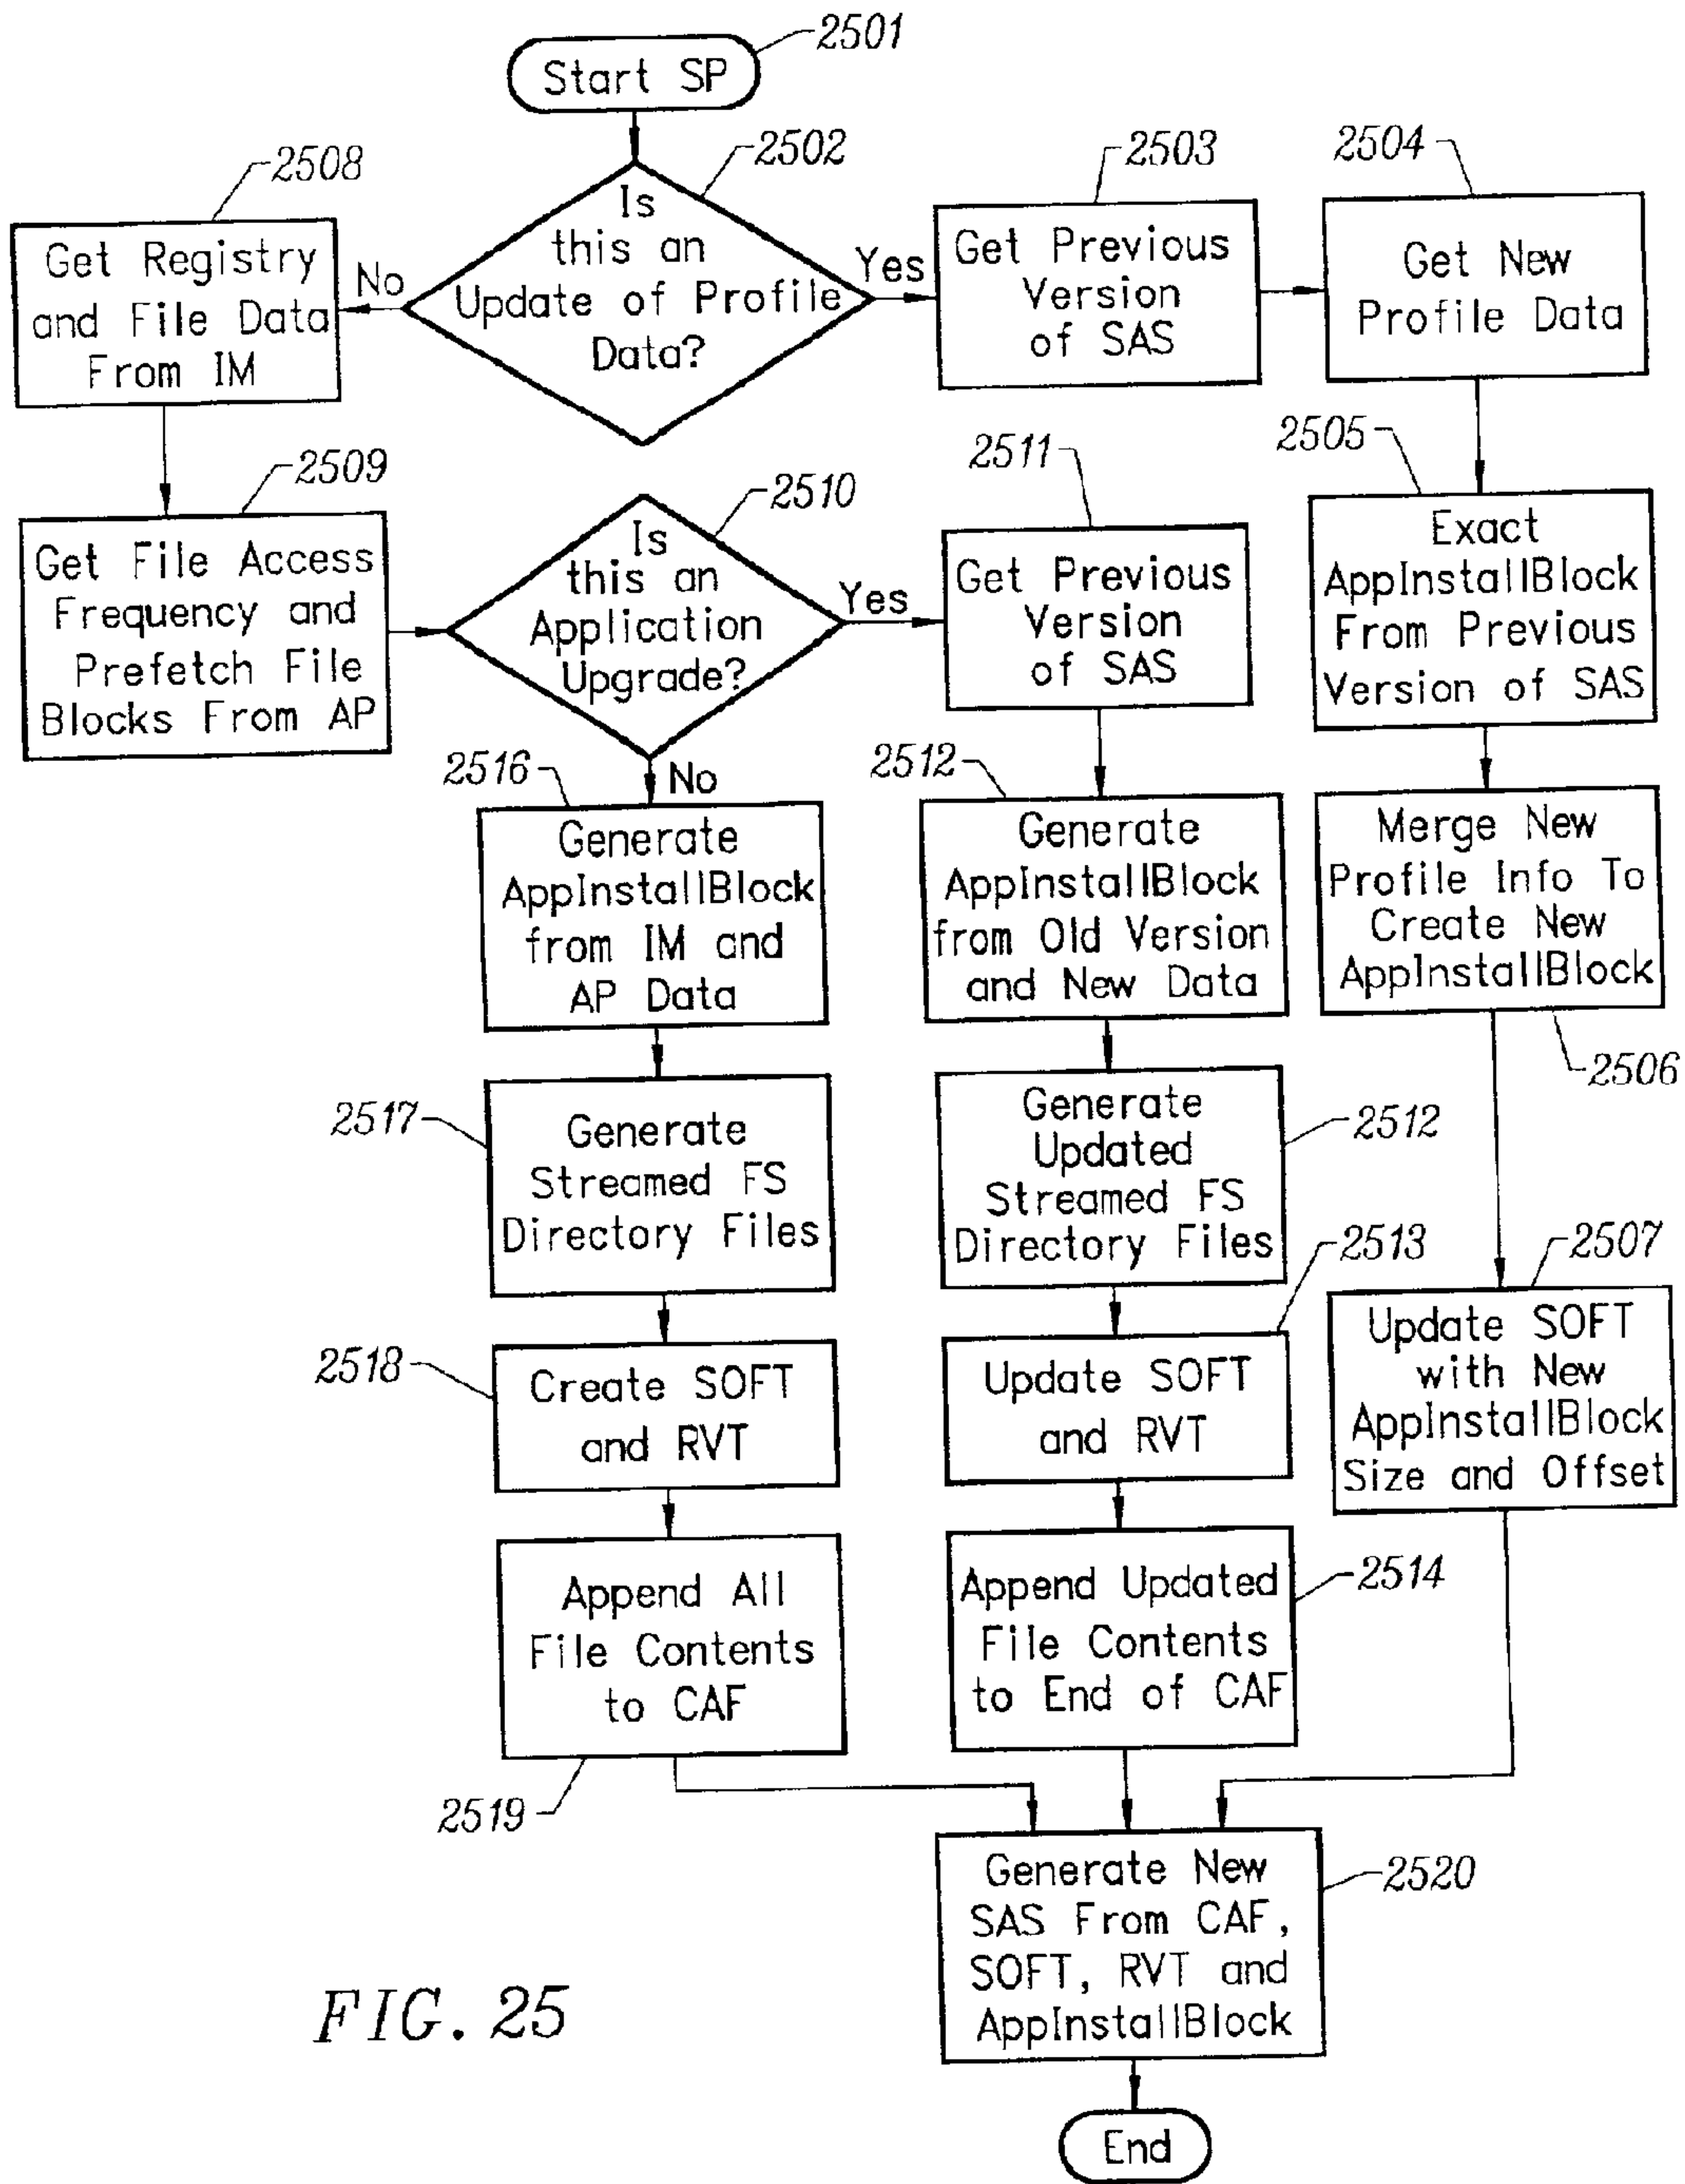 2501
Start SP
2502
Is
this an
Update of Profile
Data?
No
Yes
2508
Get Registry
and File Data
From IM
2503
Get Previous
Version
of SAS
2504
Get New
Profile Data
2509
Get File Access
Frequency and
Prefetch File
Blocks From AP
2510
Is
this an
Application
Upgrade?
Yes
No
2511
Get Previous
Version
of SAS
2505
Exact
AppInstallBlock
From Previous
Version of SAS
2516
Generate
AppInstallBlock
from IM and
AP Data
2512
Generate
AppInstallBlock
from Old Version
and New Data
Merge New
Profile Info To
Create New
AppInstallBlock
2506
2517
Generate
Streamed FS
Directory Files
Generate
Updated
Streamed FS
Directory Files
2512
2507
Update SOFT
with New
AppInstallBlock
Size and Offset
2518
Create SOFT
and RVT
2513
Update SOFT
and RVT
Append All
File Contents
to CAF
2519
Append Updated
File Contents
to End of CAF
2514
Generate New
SAS From CAF,
SOFT, RVT and
AppInstallBlock
2520
End
FIG. 25